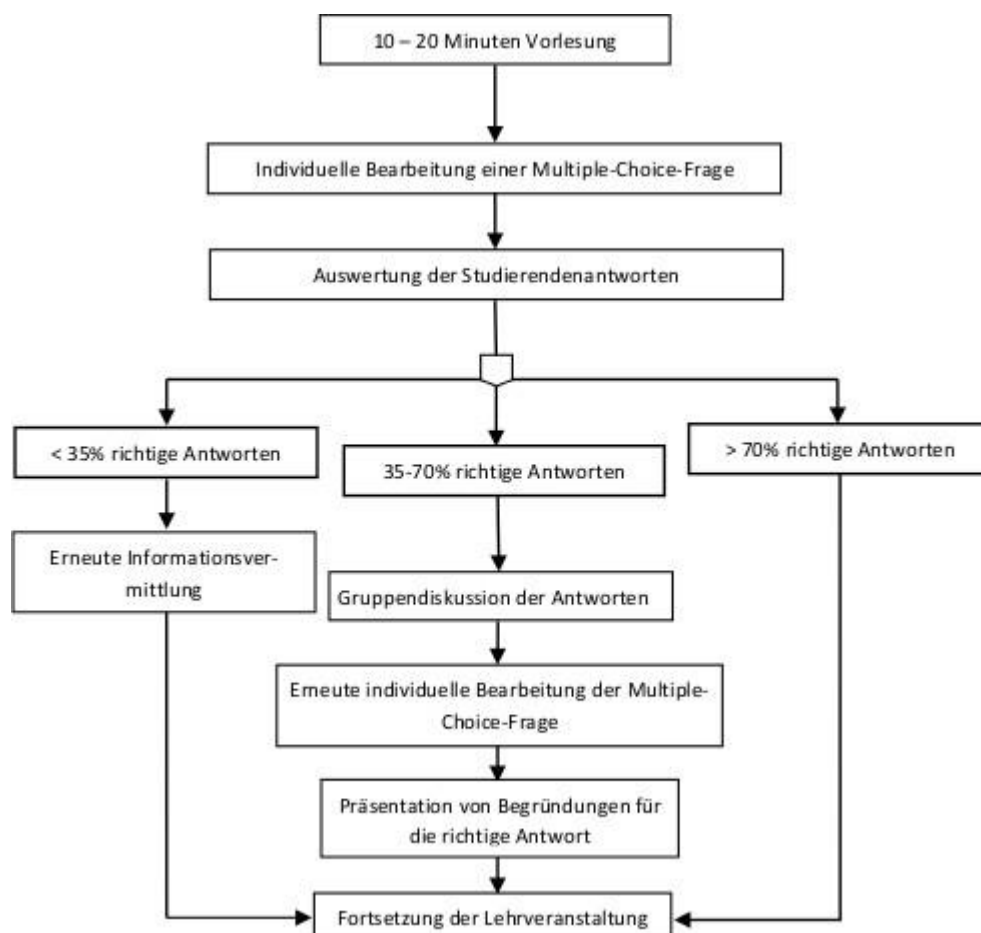 10 – 20 Minuten Vorlesung
Individuelle Bearbeitung einer Multiple-Choice-Frage
Auswertung der Studierendenantworten
< 35% richtige Antworten
35-70% richtige Antworten
> 70% richtige Antworten
Erneute Informationsver-
mittlung
Gruppendiskussion der Antworten
Erneute individuelle Bearbeitung der Multiple-
Choice-Frage
Präsentation von Begründungen für
die richtige Antwort
Fortsetzung der Lehrveranstaltung